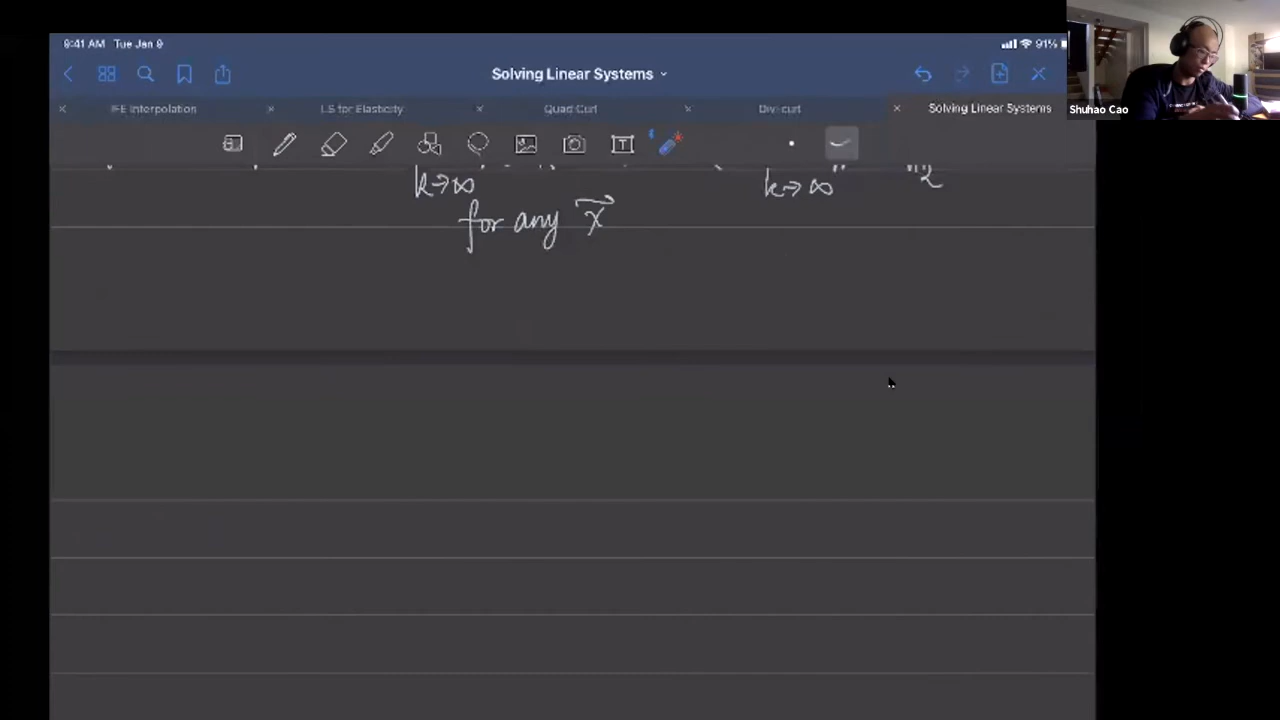 9:41 AM Tue Jan 9
91%
Solving Linear Systems
IFE Interpolation
LS for Elasticity
Quad Curl
Div-curl
Solving Linear Systems
Shuhao Cao
k→∞
k→∞
2
for any x⃗